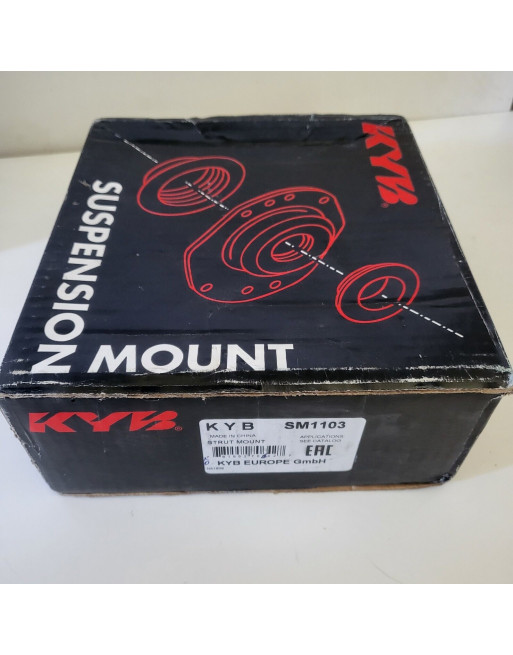 KYB
SUSPENSION
MOUNT
KYB
K Y B SM1103
MADE IN CHINA
STRUT MOUNT
APPLICATIONS
SEE CATALOG
EAC
KYB EUROPE GmbH